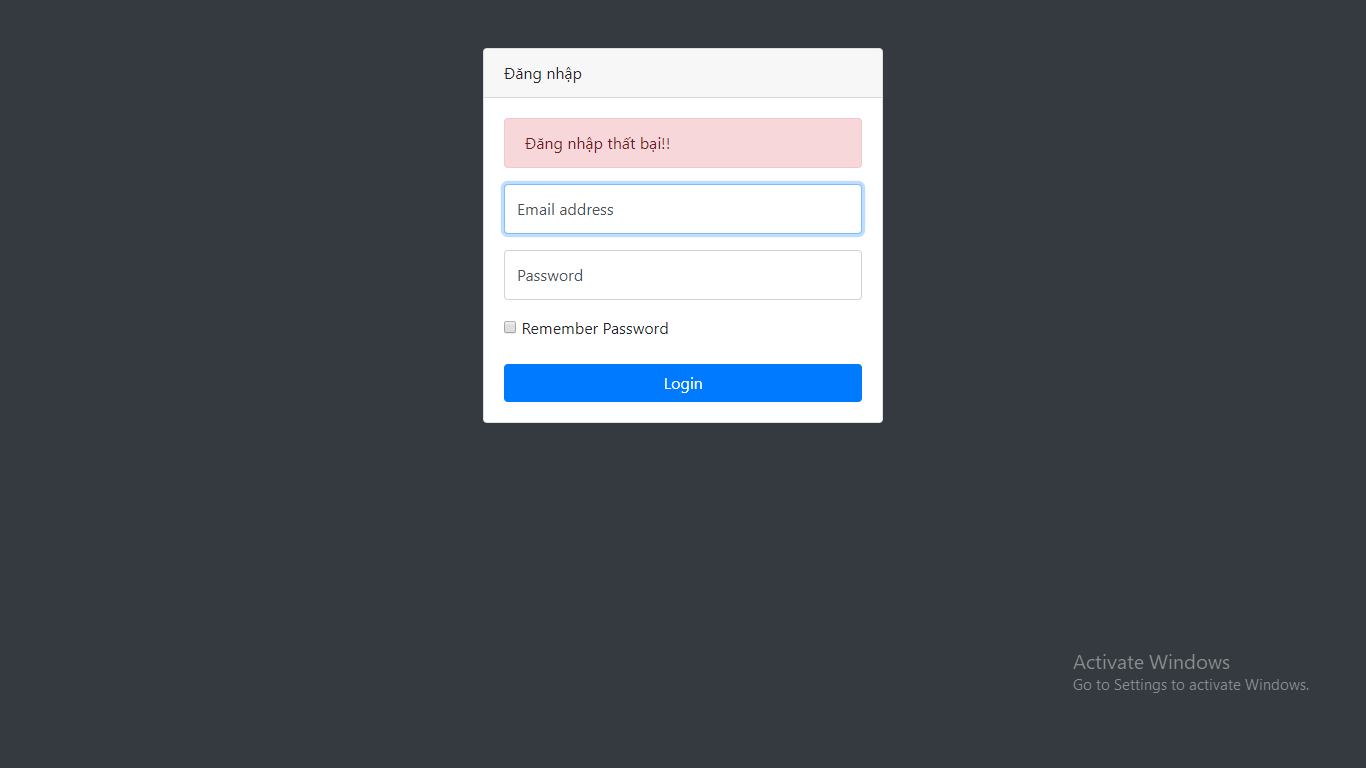 Đăng nhập
Đăng nhập thất bại!!
Email address
Password
Remember Password
Login
Activate Windows
Go to Settings to activate Windows.